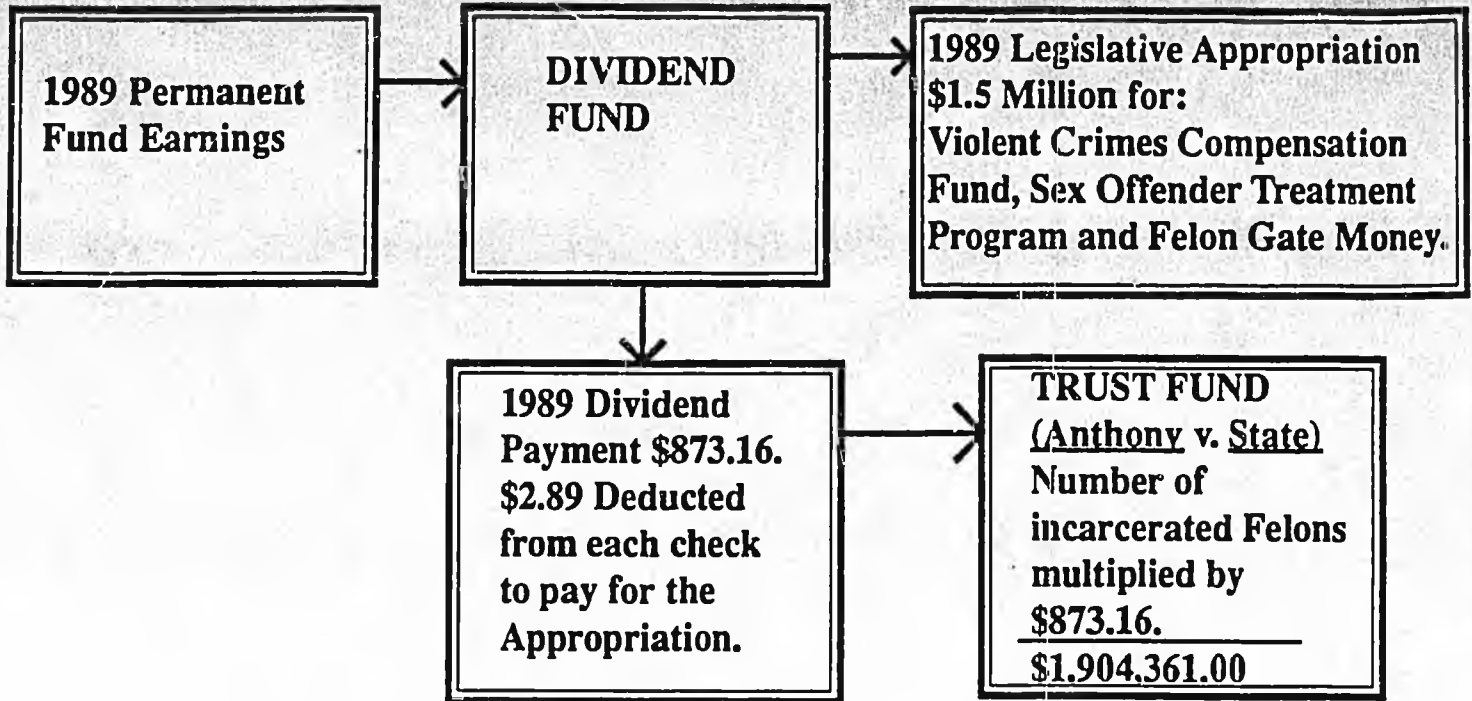 1989 Permanent
Fund Earnings
DIVIDEND
FUND
1989 Legislative Appropriation
$1.5 Million for:
Violent Crimes Compensation
Fund, Sex Offender Treatment
Program and Felon Gate Money.
1989 Dividend
Payment $873.16.
$2.89 Deducted
from each check
to pay for the
Appropriation.
TRUST FUND
(Anthony v. State)
Number of
incarcerated Felons
multiplied by
$873.16.
$1.904,361.00